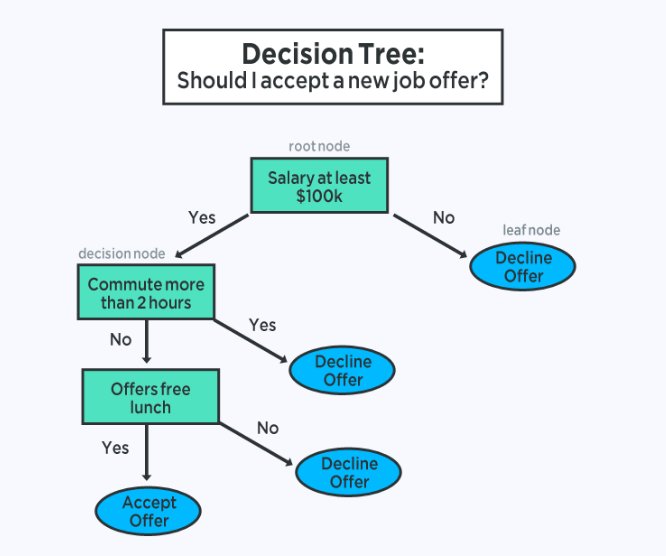 Decision Tree:
Should I accept a new job offer?
root node
Salary at least
$100k
Yes
No
leaf node
Decline
Offer
decision node
Commute more
than 2 hours
No
Yes
Decline
Offer
Offers free
lunch
Yes
No
Decline
Offer
Accept
Offer